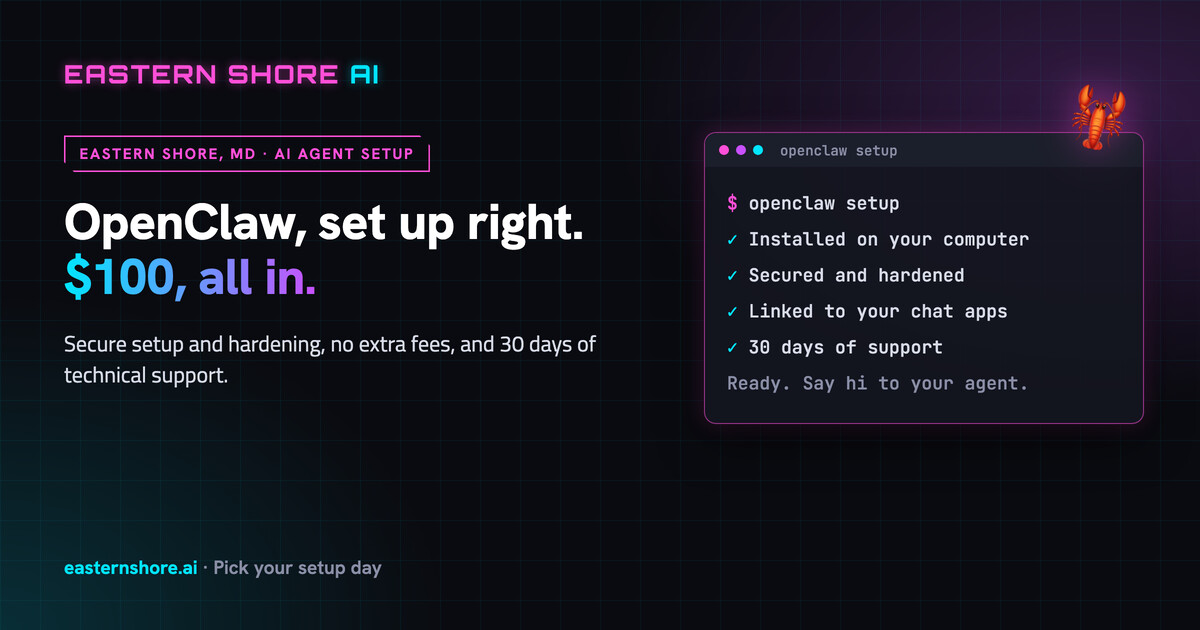 EASTERN SHORE AI
EASTERN SHORE, MD · AI AGENT SETUP
OpenClaw, set up right.
$100, all in.
Secure setup and hardening, no extra fees, and 30 days of
technical support.
easternshore.ai · Pick your setup day
openclaw setup
$ openclaw setup
✓ Installed on your computer
✓ Secured and hardened
✓ Linked to your chat apps
✓ 30 days of support
Ready. Say hi to your agent.